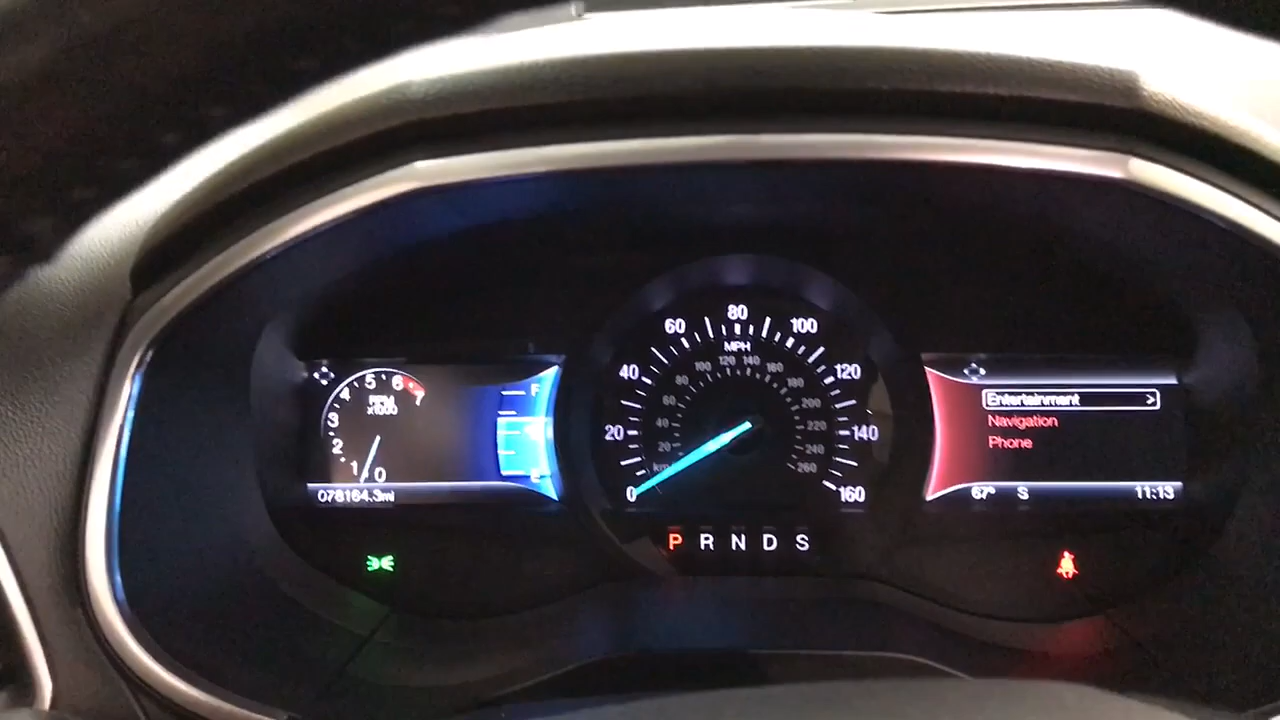 5 6
4 7
RPM
x1000
3
2
1 0
078164.3mi
F
E
80
60 100
MPH
40 120
20 140
0 160
120 140
100 160
80 180
60 200
40 220
20 240
km/h 260
P R N D S
Entertainment >
Navigation
Phone
67° S 11:13